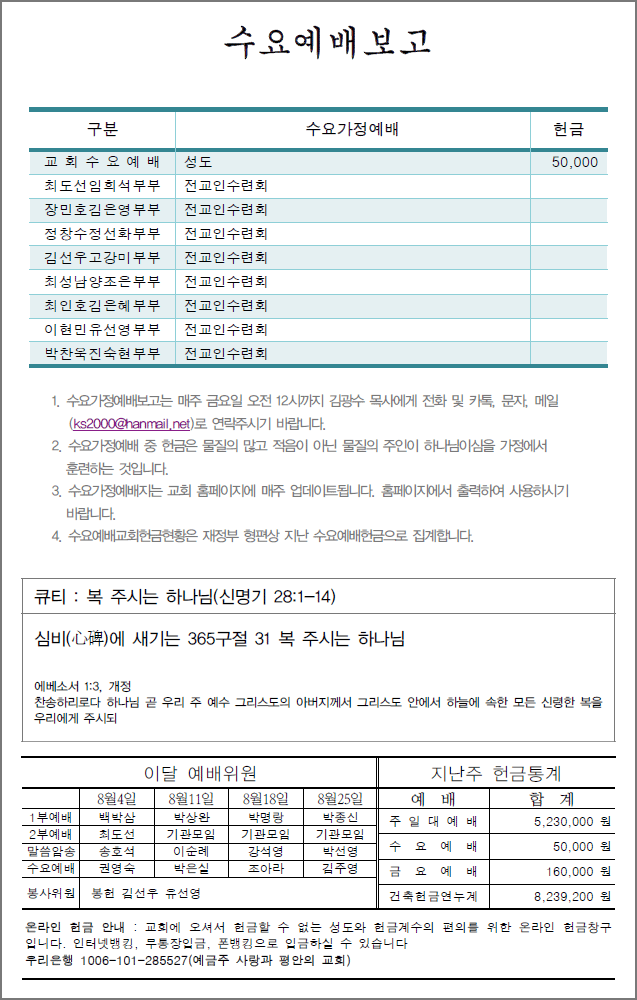 수요예배보고
구분 수요가정예배 헌금
교 회 수 요 예 배 성도 50,000
최도선임희석부부 전교인수련회
장민호김은영부부 전교인수련회
정창수정선화부부 전교인수련회
김선우고강미부부 전교인수련회
최성남양조은부부 전교인수련회
최인호김은혜부부 전교인수련회
이현민유선영부부 전교인수련회
박찬욱진숙현부부 전교인수련회
1. 수요가정예배보고는 매주 금요일 오전 12시까지 김광수 목사에게 전화 및 카톡, 문자, 메일
(ks2000@hanmail.net)로 연락주시기 바랍니다.
2. 수요가정예배 중 헌금은 물질의 많고 적음이 아닌 물질의 주인이 하나님이심을 가정에서
훈련하는 것입니다.
3. 수요가정예배지는 교회 홈페이지에 매주 업데이트됩니다. 홈페이지에서 출력하여 사용하시기
바랍니다.
4. 수요예배교회헌금현황은 재정부 형편상 지난 수요예배헌금으로 집계합니다.
큐티 : 복 주시는 하나님(신명기 28:1-14)
심비(心碑)에 새기는 365구절 31 복 주시는 하나님
에베소서 1:3, 개정
찬송하리로다 하나님 곧 우리 주 예수 그리스도의 아버지께서 그리스도 안에서 하늘에 속한 모든 신령한 복을
우리에게 주시되
이달 예배위원 지난주 헌금통계
8월4일 8월11일 8월18일 8월25일 예 배 합 계
1부예배 백박삼 박상완 박명랑 박종신 주 일 대 예 배 5,230,000 원
2부예배 최도선 기관모임 기관모임 기관모임
말씀암송 송호석 이순례 강석영 박선영 수 요 예 배 50,000 원
수요예배 권영숙 박은실 조아라 김주영 금 요 예 배 160,000 원
봉사위원 봉헌 김선우 유선영 건축헌금연누계 8,239,200 원
온라인 헌금 안내 : 교회에 오셔서 헌금할 수 없는 성도와 헌금계수의 편의를 위한 온라인 헌금창구
입니다. 인터넷뱅킹, 무통장입금, 폰뱅킹으로 입금하실 수 있습니다
우리은행 1006-101-285527(예금주 사랑과 평안의 교회)